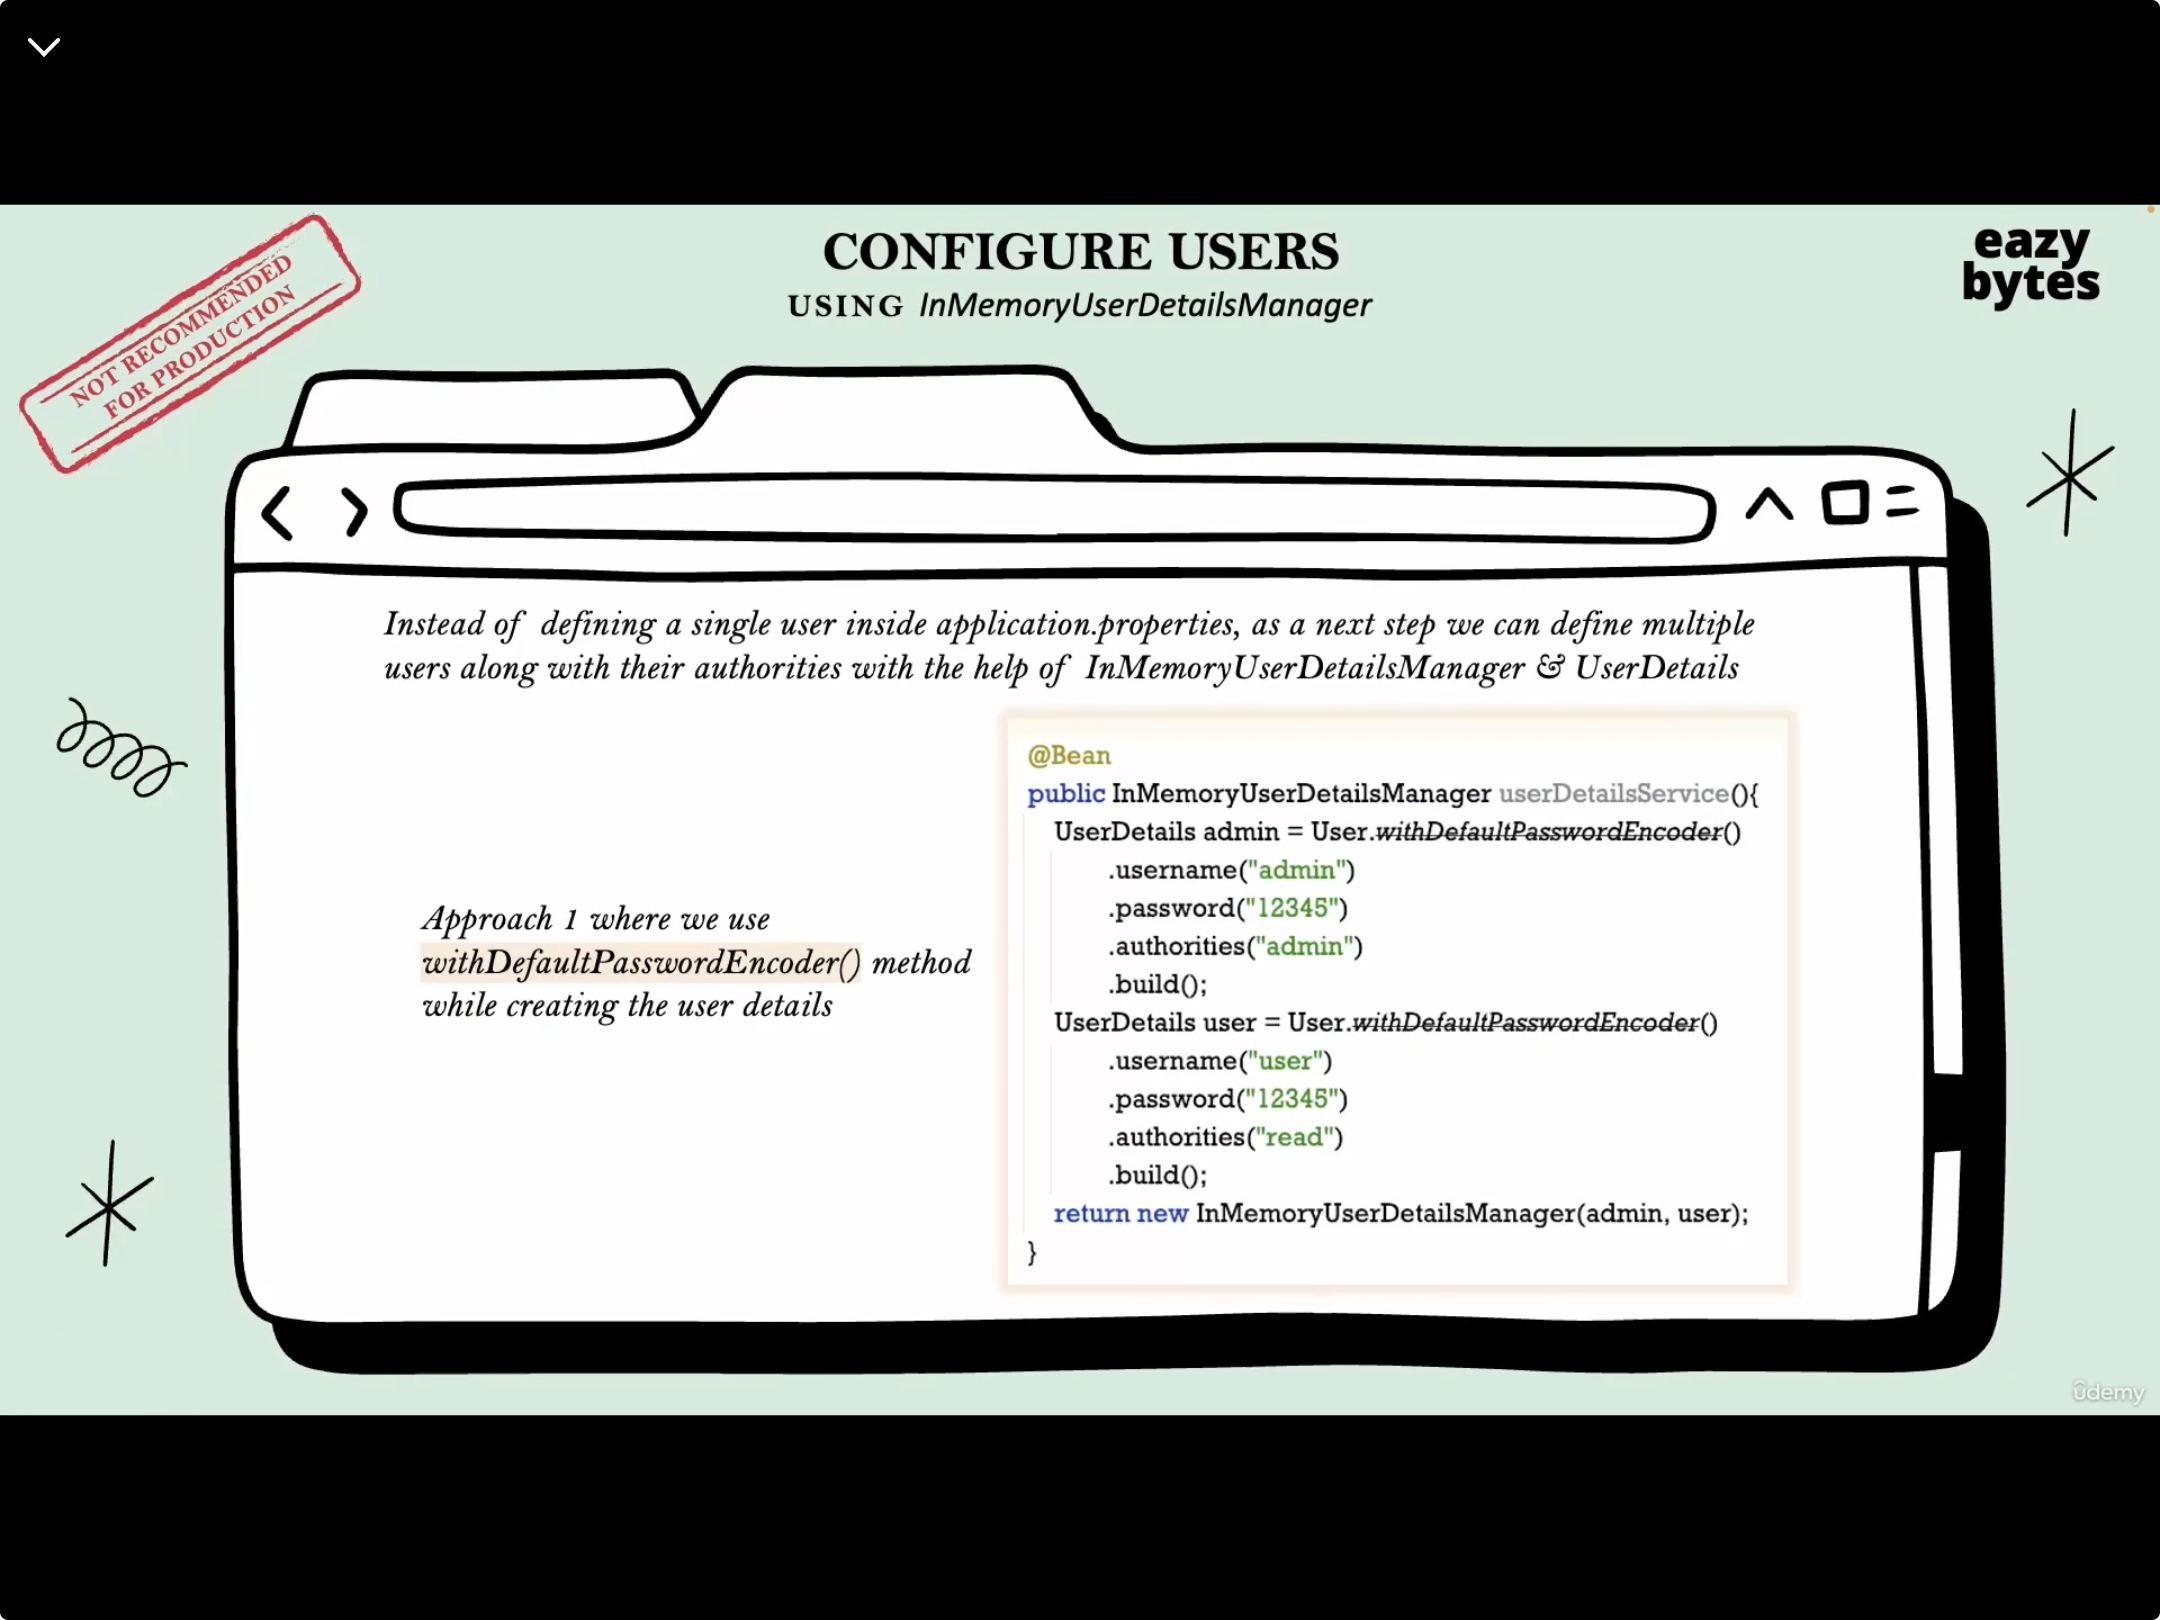 NOT RECOMMENDED
FOR PRODUCTION
CONFIGURE USERS
USING InMemoryUserDetailsManager
eazy
bytes
Instead of defining a single user inside application.properties, as a next step we can define multiple
users along with their authorities with the help of InMemoryUserDetailsManager & UserDetails
Approach 1 where we use
withDefaultPasswordEncoder() method
while creating the user details
@Bean
public InMemoryUserDetailsManager userDetailsService(){
UserDetails admin = User.withDefaultPasswordEncoder()
.username("admin")
.password("12345")
.authorities("admin")
.build();
UserDetails user = User.withDefaultPasswordEncoder()
.username("user")
.password("12345")
.authorities("read")
.build();
return new InMemoryUserDetailsManager(admin, user);
}
ûdemy